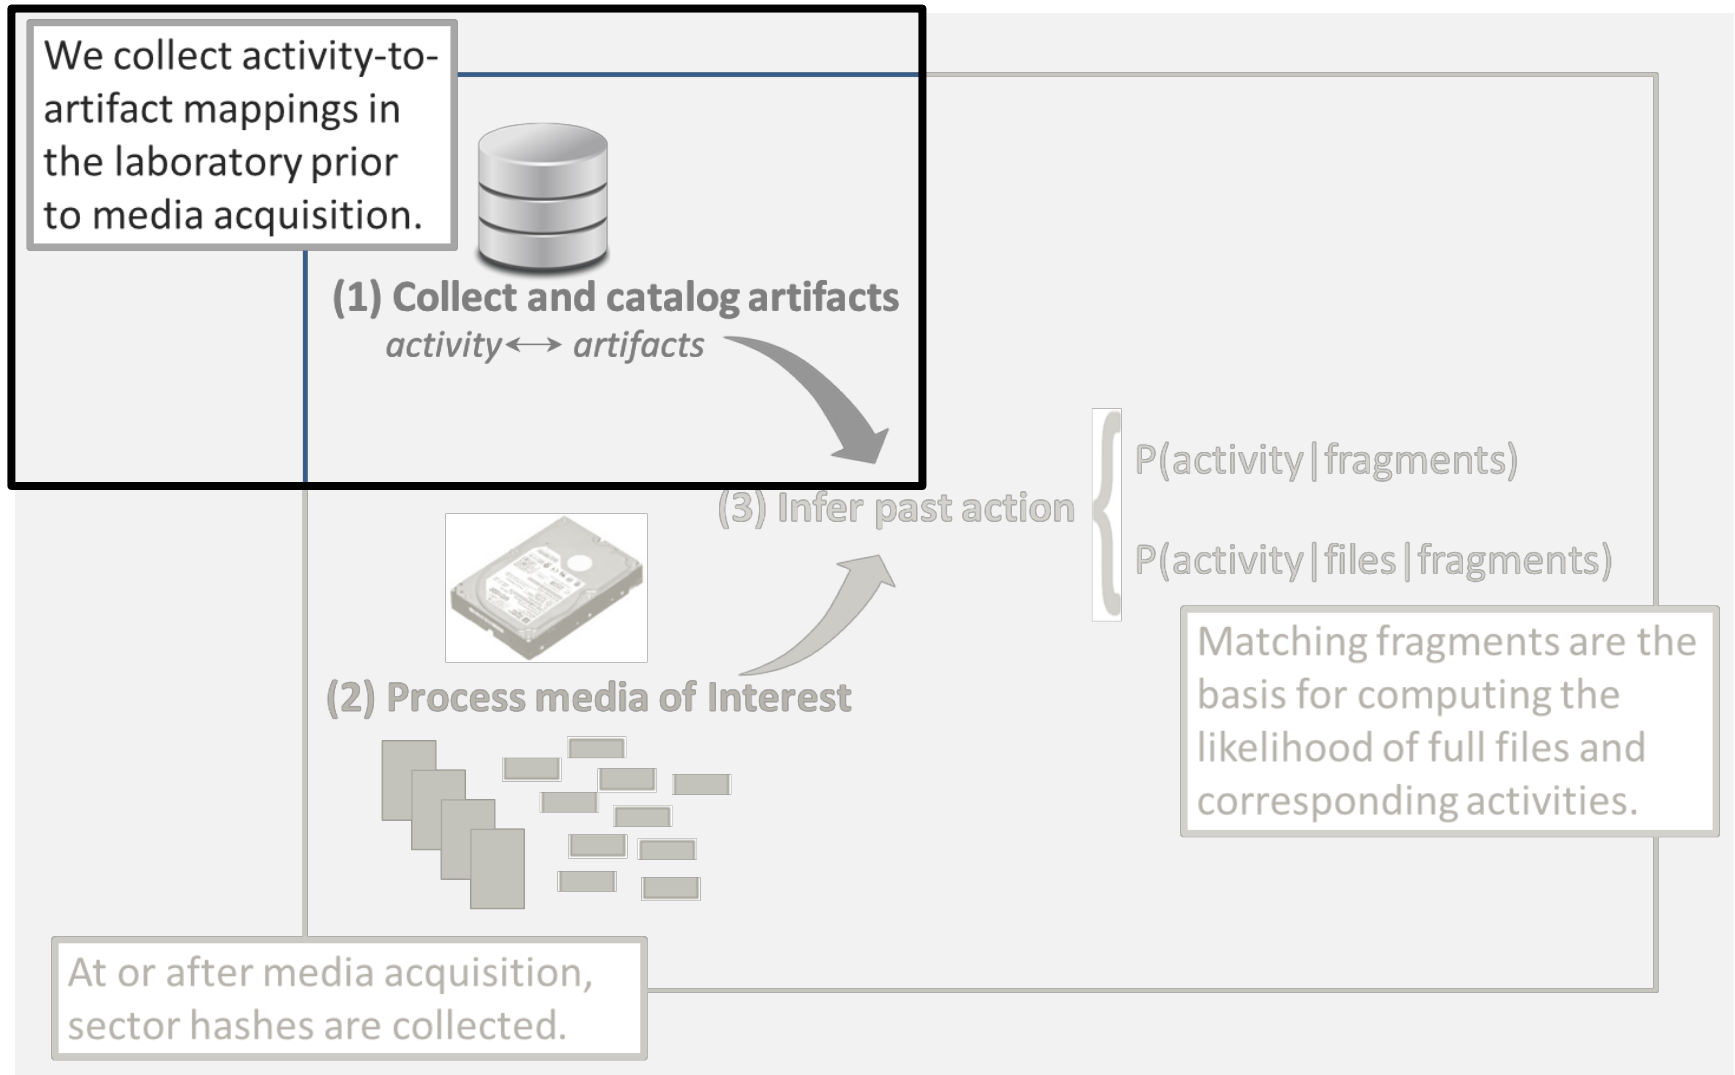 We collect activity-to-
artifact mappings in
the laboratory prior
to media acquisition.
(1) Collect and catalog artifacts
activity⟷ artifacts
(3) Infer past action
P(activity|fragments)
P(activity|files|fragments)
(2) Process media of Interest
Matching fragments are the
basis for computing the
likelihood of full files and
corresponding activities.
At or after media acquisition,
sector hashes are collected.